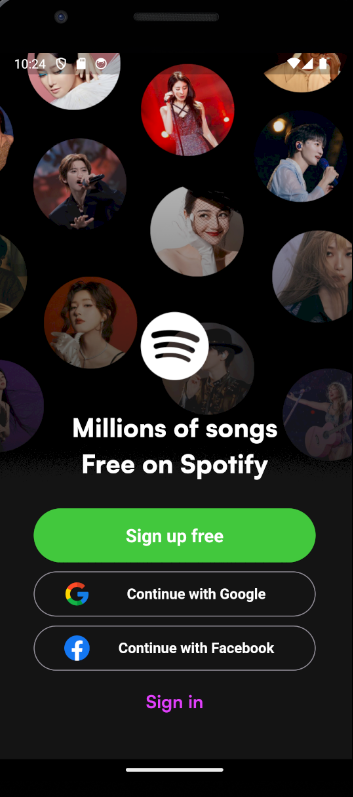 10:24
Millions of songs
Free on Spotify
Sign up free
Continue with Google
Continue with Facebook
Sign in